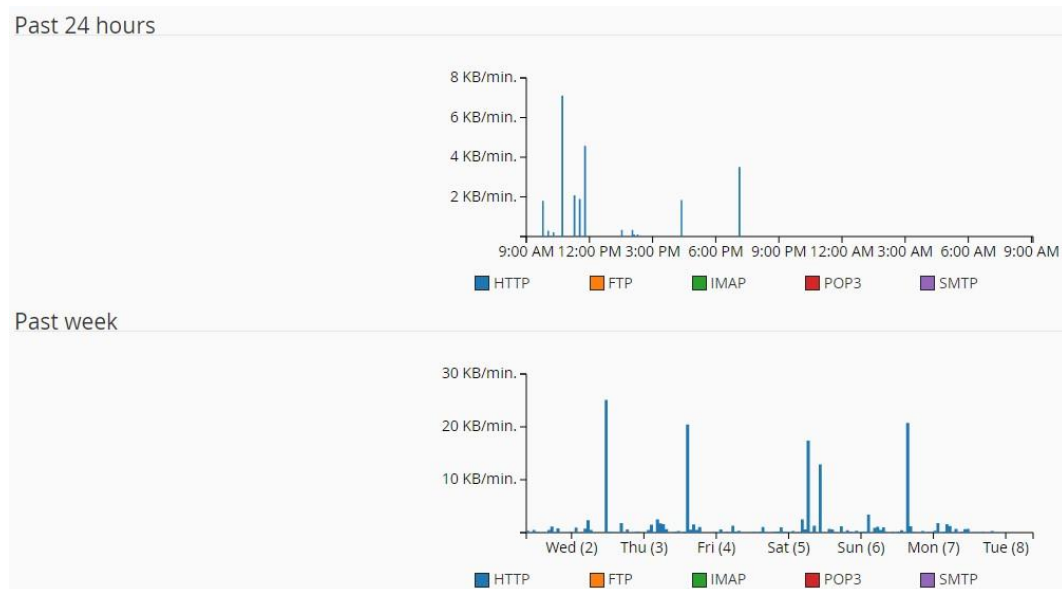 Past 24 hours
8 KB/min.
6 KB/min.
4 KB/min.
2 KB/min.
9:00 AM 12:00 PM 3:00 PM 6:00 PM 9:00 PM 12:00 AM 3:00 AM 6:00 AM 9:00 AM
HTTP FTP IMAP POP3 SMTP
Past week
30 KB/min.
20 KB/min.
10 KB/min.
Wed (2) Thu (3) Fri (4) Sat (5) Sun (6) Mon (7) Tue (8)
HTTP FTP IMAP POP3 SMTP